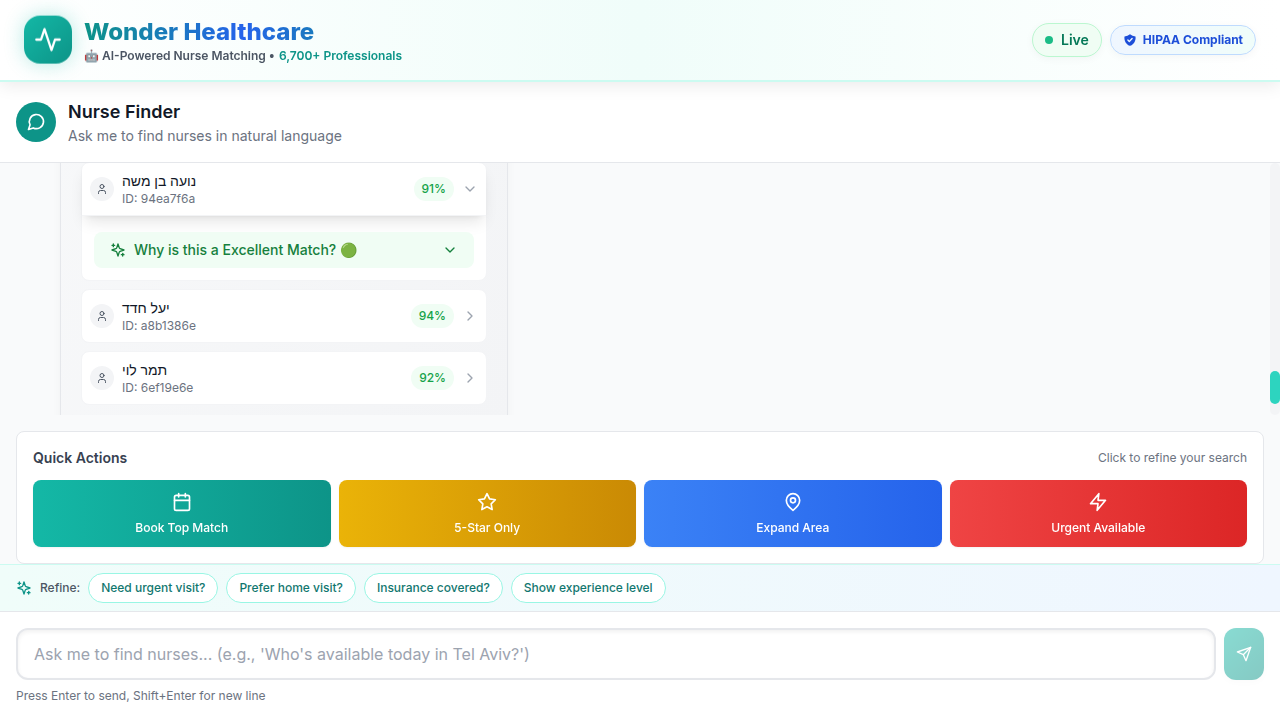 Wonder Healthcare
🤖 AI-Powered Nurse Matching • 6,700+ Professionals
Live
HIPAA Compliant
Nurse Finder
Ask me to find nurses in natural language
נועה בן משה
ID: 94ea7f6a
91%
Why is this a Excellent Match? 🟢
יעל חדד
ID: a8b1386e
94%
תמר לוי
ID: 6ef19e6e
92%
Quick Actions
Click to refine your search
Book Top Match
5-Star Only
Expand Area
Urgent Available
Refine:
Need urgent visit?
Prefer home visit?
Insurance covered?
Show experience level
Ask me to find nurses... (e.g., 'Who's available today in Tel Aviv?')
Press Enter to send, Shift+Enter for new line